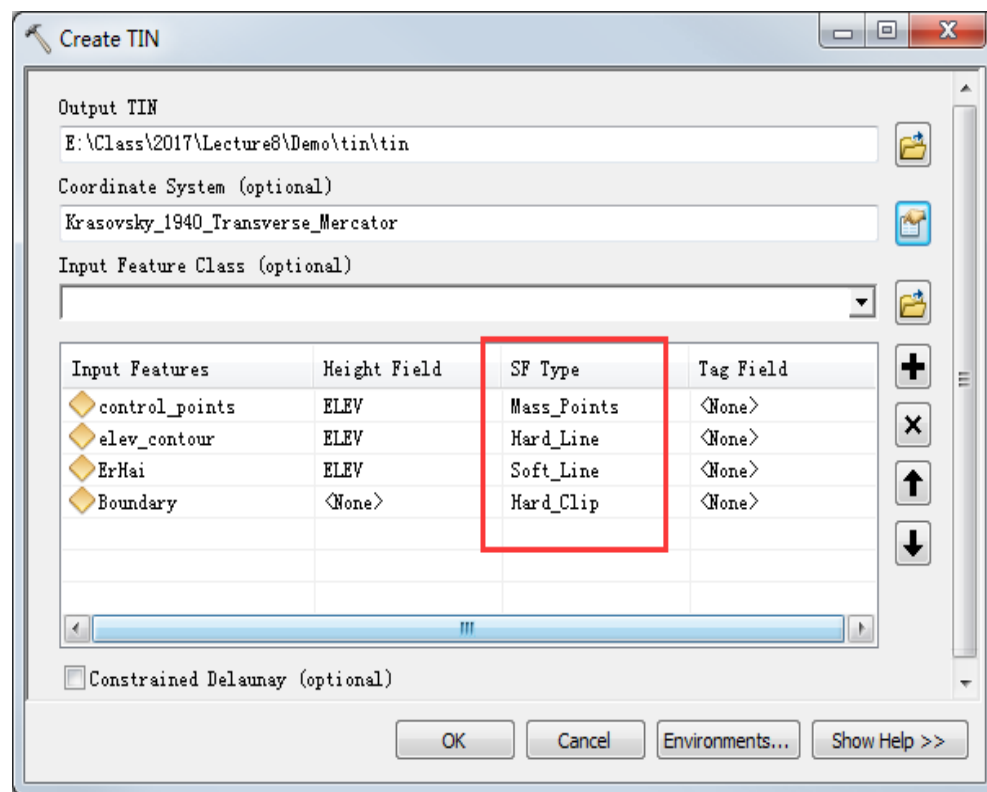 Create TIN
Output TIN
E:\Class\2017\Lecture8\Demo\tin\tin
Coordinate System (optional)
Krasovsky_1940_Transverse_Mercator
Input Feature Class (optional)
Input Features Height Field SF Type Tag Field
control_points ELEV Mass_Points <None>
elev_contour ELEV Hard_Line <None>
ErHai ELEV Soft_Line <None>
Boundary <None> Hard_Clip <None>
Constrained Delaunay (optional)
OK Cancel Environments... Show Help >>